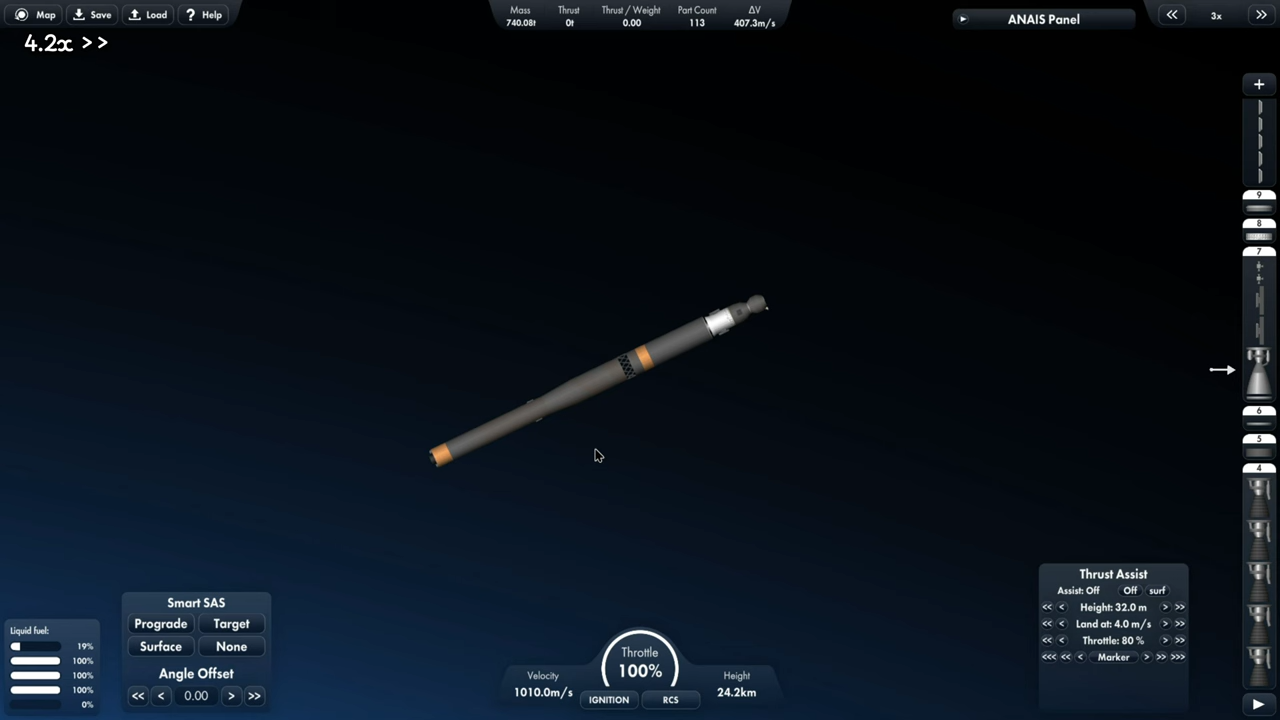 Map Save Load Help
Mass Thrust Thrust / Weight Part Count ΔV
740.08t 0t 0.00 113 407.3m/s
ANAIS Panel
3x
4.2x >>
9
8
7
6
5
4
Thrust Assist
Assist: Off Off surf
<< < Height: 32.0 m > >>
<< < Land at: 4.0 m/s > >>
<< < Throttle: 80 % > >>
<<< << < Marker > >> >>>
Smart SAS
Prograde Target
Surface None
Angle Offset
<< < 0.00 > >>
Liquid fuel:
19%
100%
100%
100%
0%
Throttle
100%
Velocity Height
1010.0m/s 24.2km
IGNITION RCS